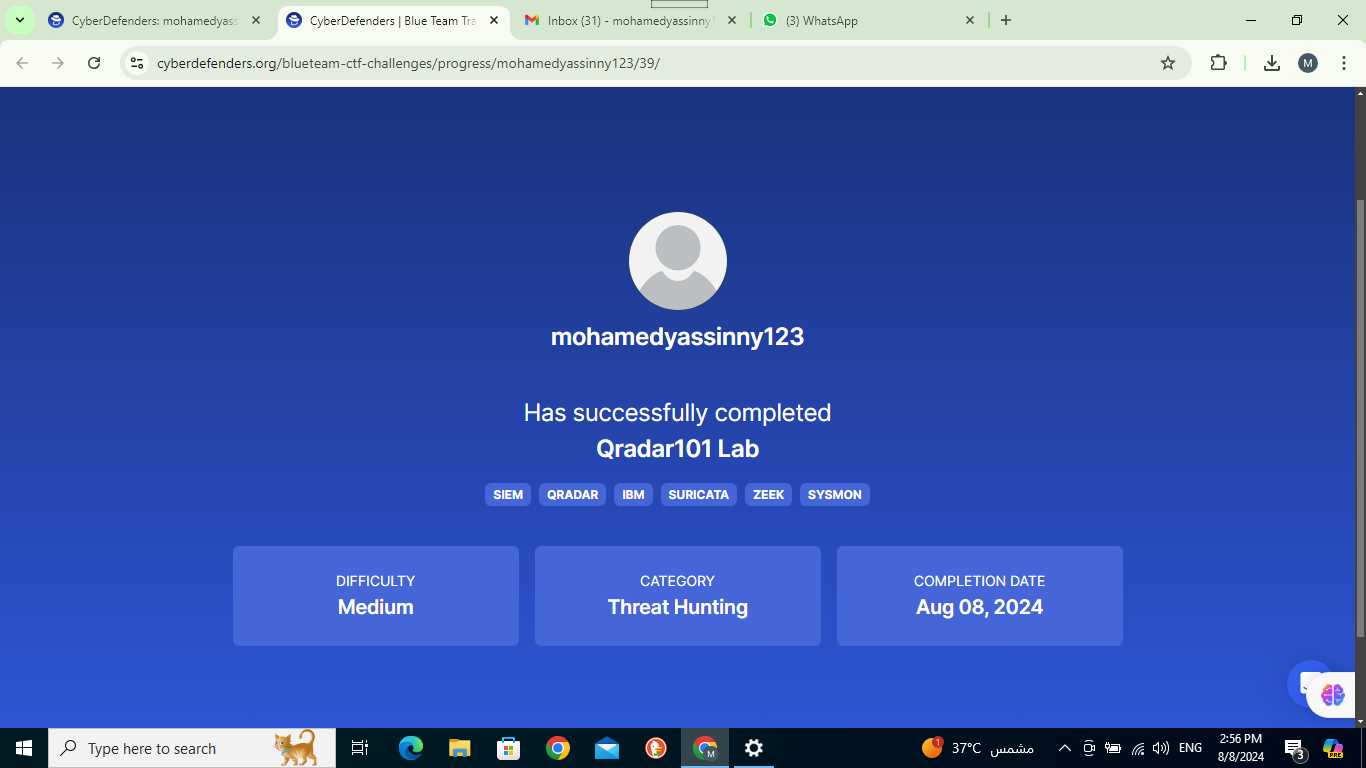 CyberDefenders: mohamedyass
CyberDefenders | Blue Team Tra
Inbox (31) - mohamedyassinny
(3) WhatsApp
cyberdefenders.org/blueteam-ctf-challenges/progress/mohamedyassinny123/39/
M
mohamedyassinny123
Has successfully completed
Qradar101 Lab
SIEM QRADAR IBM SURICATA ZEEK SYSMON
DIFFICULTY
Medium
CATEGORY
Threat Hunting
COMPLETION DATE
Aug 08, 2024
Type here to search
M
1
37°C مشمس
ENG
2:56 PM
8/8/2024
3
PRE